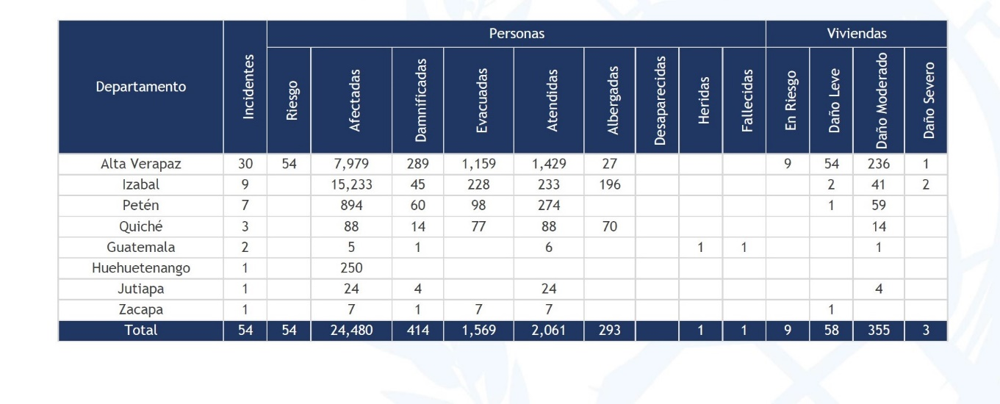 Personas Viviendas
Departamento Incidentes Riesgo Afectadas Damnificadas Evacuadas Atendidas Albergadas Desaparecidas Heridas Fallecidas En Riesgo Daño Leve Daño Moderado Daño Severo
Alta Verapaz 30 54 7,979 289 1,159 1,429 27 9 54 236 1
Izabal 9 15,233 45 228 233 196 2 41 2
Petén 7 894 60 98 274 1 59
Quiché 3 88 14 77 88 70 14
Guatemala 2 5 1 6 1 1 1
Huehuetenango 1 250
Jutiapa 1 24 4 24 4
Zacapa 1 7 1 7 7 1
Total 54 54 24,480 414 1,569 2,061 293 1 1 9 58 355 3